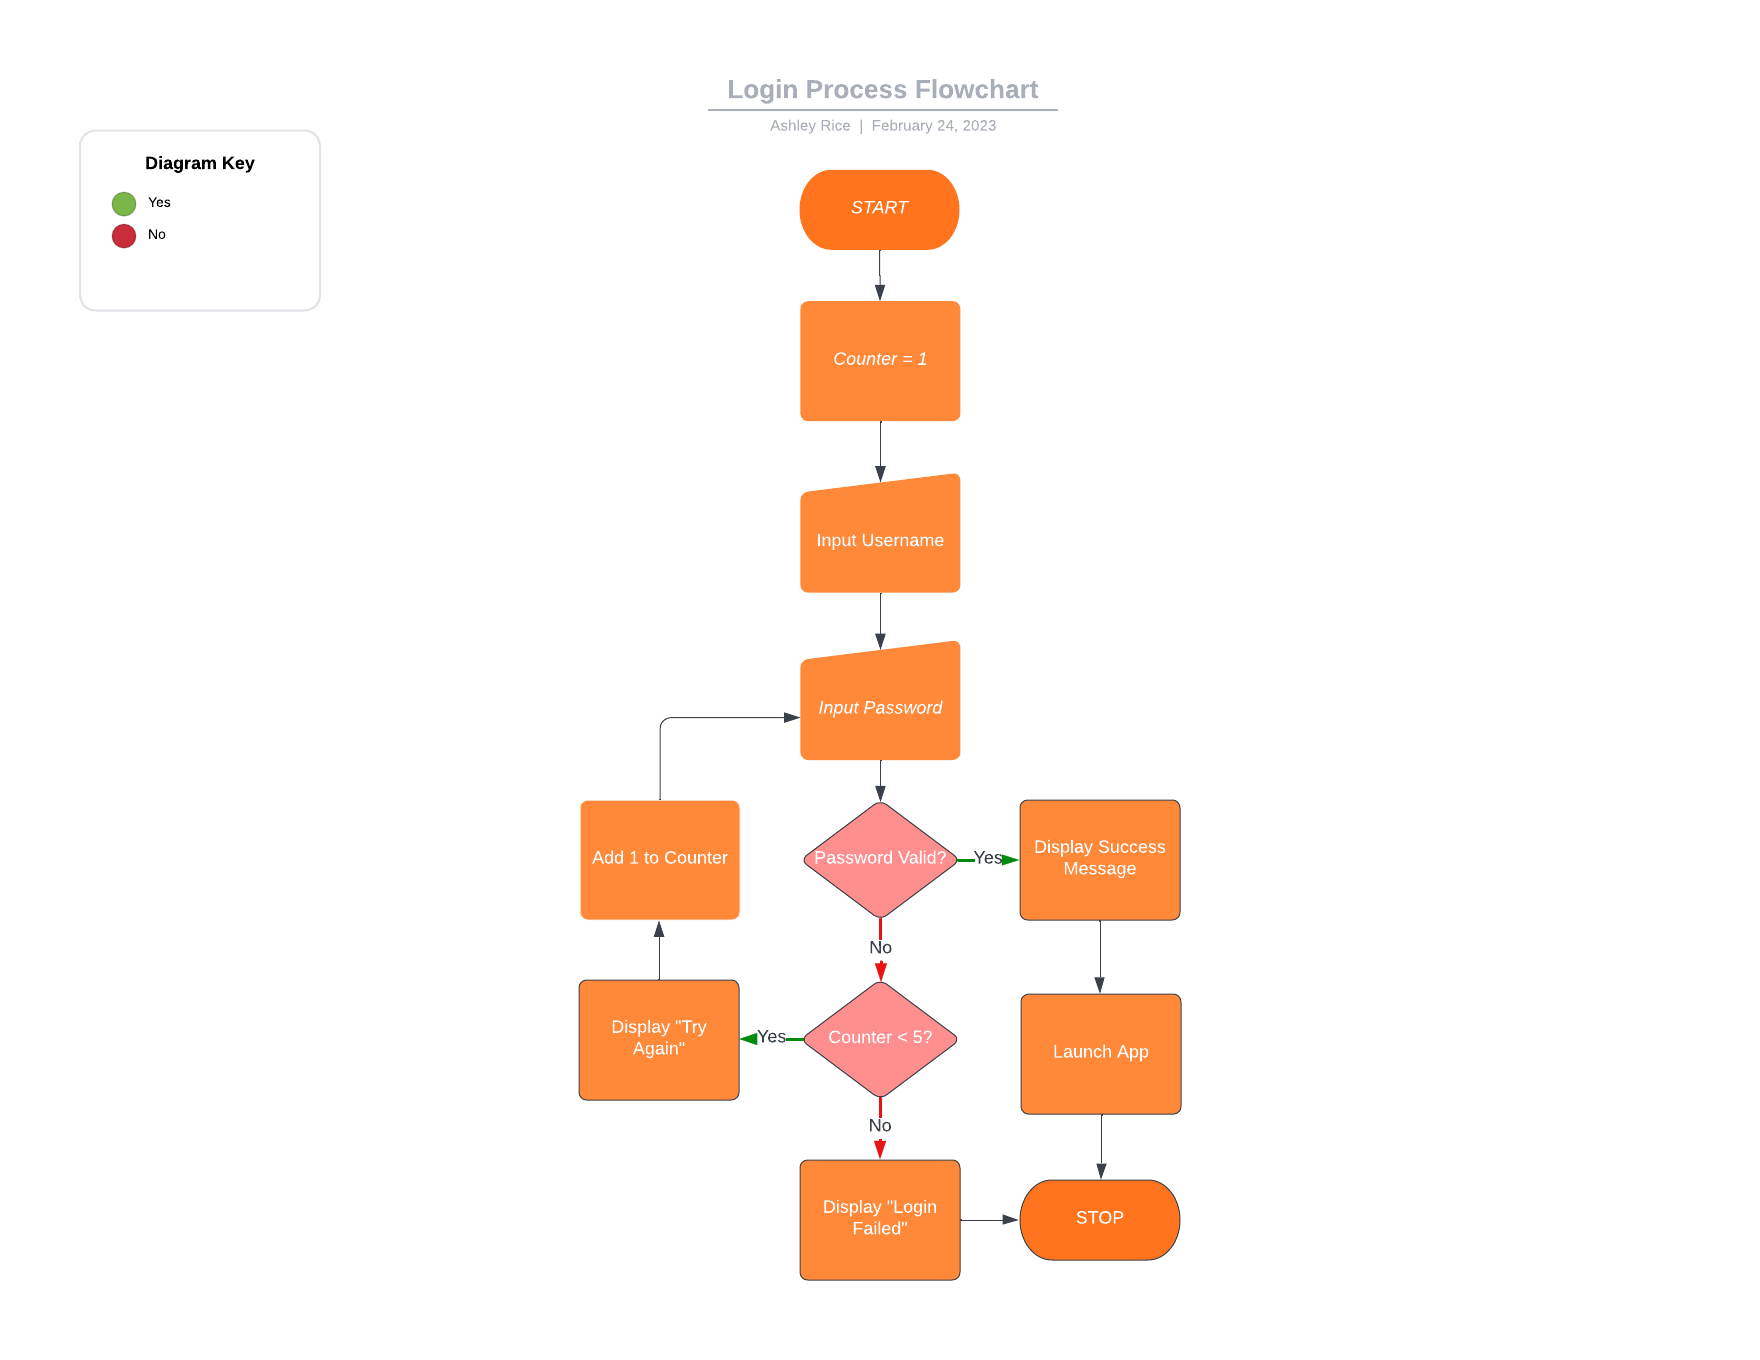 Login Process Flowchart
Ashley Rice | February 24, 2023
Diagram Key
Yes
No
START
Counter = 1
Input Username
Input Password
Add 1 to Counter
Password Valid?
Yes
Display Success
Message
No
Display "Try
Again"
Yes
Counter < 5?
Launch App
No
Display "Login
Failed"
STOP